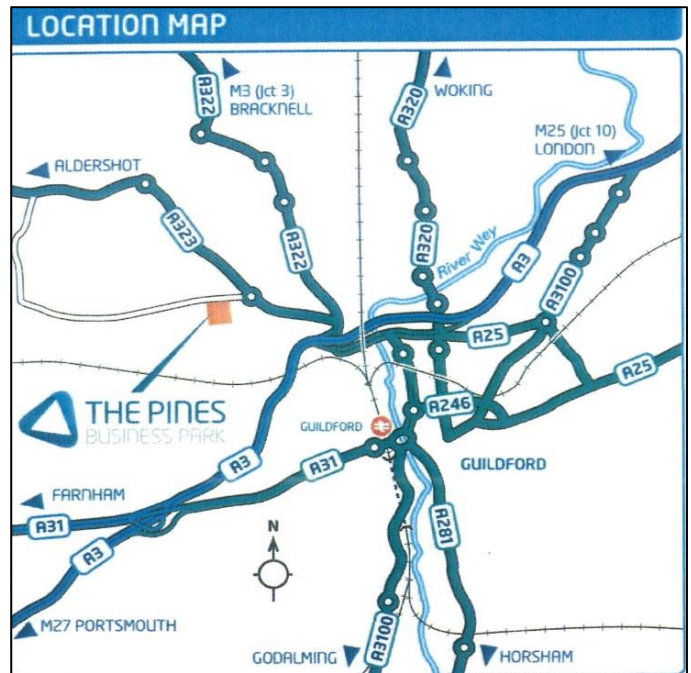 LOCATION MAP
A322
M3 (Jct 3)
BRACKNELL
A320
WOKING
M25 (Jct 10)
LONDON
ALDERSHOT
A323
A322
A320
River Wey
A3
A3100
A25
A25
THE PINES
BUSINESS PARK
A246
GUILDFORD
A31
A3
GUILDFORD
FARNHAM
A31
A3
N
A281
M27 PORTSMOUTH
A3100
GODALMING
HORSHAM